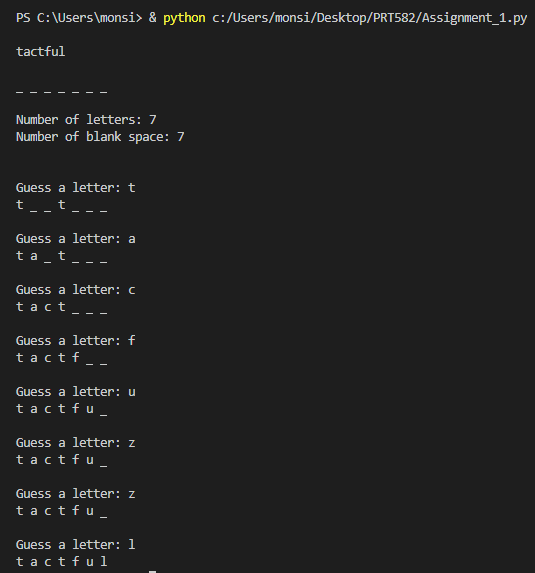 PS C:\Users\monsi> & python c:/Users/monsi/Desktop/PRT582/Assignment_1.py
tactful
_ _ _ _ _ _ _
Number of letters: 7
Number of blank space: 7
Guess a letter: t
t _ _ t _ _ _
Guess a letter: a
t a _ t _ _ _
Guess a letter: c
t a c t _ _ _
Guess a letter: f
t a c t f _ _
Guess a letter: u
t a c t f u _
Guess a letter: z
t a c t f u _
Guess a letter: z
t a c t f u _
Guess a letter: l
t a c t f u l